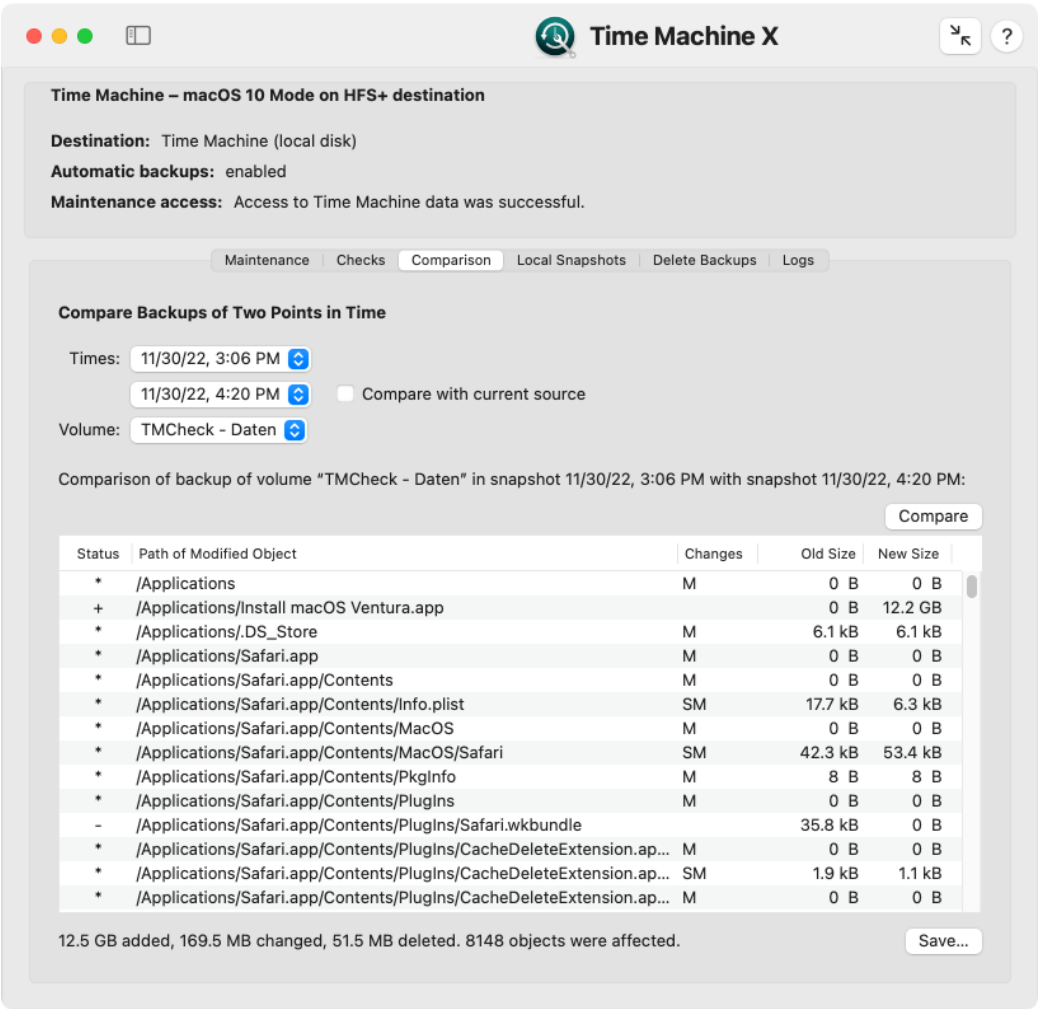 Time Machine X
?
Time Machine – macOS 10 Mode on HFS+ destination
Destination: Time Machine (local disk)
Automatic backups: enabled
Maintenance access: Access to Time Machine data was successful.
Maintenance Checks Comparison Local Snapshots Delete Backups Logs
Compare Backups of Two Points in Time
Times: 11/30/22, 3:06 PM
11/30/22, 4:20 PM Compare with current source
Volume: TMCheck - Daten
Comparison of backup of volume “TMCheck - Daten” in snapshot 11/30/22, 3:06 PM with snapshot 11/30/22, 4:20 PM:
Compare
Status Path of Modified Object Changes Old Size New Size
* /Applications M 0 B 0 B
+ /Applications/Install macOS Ventura.app 0 B 12.2 GB
* /Applications/.DS_Store M 6.1 kB 6.1 kB
* /Applications/Safari.app M 0 B 0 B
* /Applications/Safari.app/Contents M 0 B 0 B
* /Applications/Safari.app/Contents/Info.plist SM 17.7 kB 6.3 kB
* /Applications/Safari.app/Contents/MacOS M 0 B 0 B
* /Applications/Safari.app/Contents/MacOS/Safari SM 42.3 kB 53.4 kB
* /Applications/Safari.app/Contents/PkgInfo M 8 B 8 B
* /Applications/Safari.app/Contents/PlugIns M 0 B 0 B
- /Applications/Safari.app/Contents/PlugIns/Safari.wkbundle 35.8 kB 0 B
* /Applications/Safari.app/Contents/PlugIns/CacheDeleteExtension.ap... M 0 B 0 B
* /Applications/Safari.app/Contents/PlugIns/CacheDeleteExtension.ap... SM 1.9 kB 1.1 kB
* /Applications/Safari.app/Contents/PlugIns/CacheDeleteExtension.ap... M 0 B 0 B
12.5 GB added, 169.5 MB changed, 51.5 MB deleted. 8148 objects were affected.
Save...